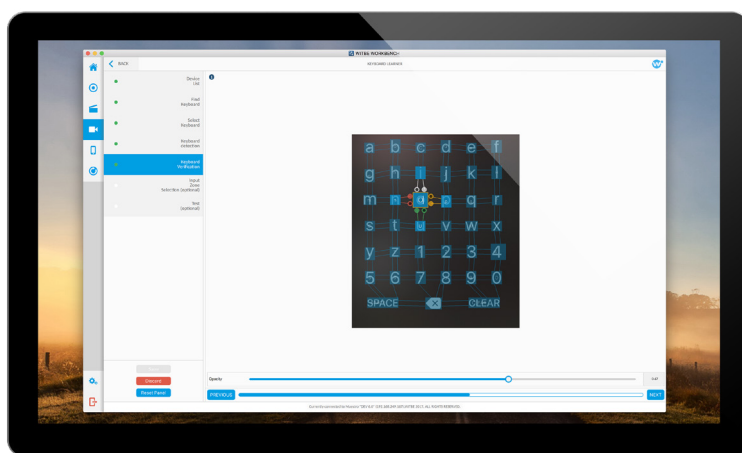 WITBE WORKBENCH
BACK
KEYBOARD LEARNER
Device
List
Find
Keyboard
Select
Keyboard
Keyboard
Detection
Keyboard
Verification
Input
Zone
Selection (optional)
Test
(optional)
a b c d e f
g h i j k l
m n q p q r
s t u v w x
y z 1 2 3 4
5 6 7 8 9 0
SPACE X CLEAR
Discard
Reset Panel
Opacity
PREVIOUS
NEXT